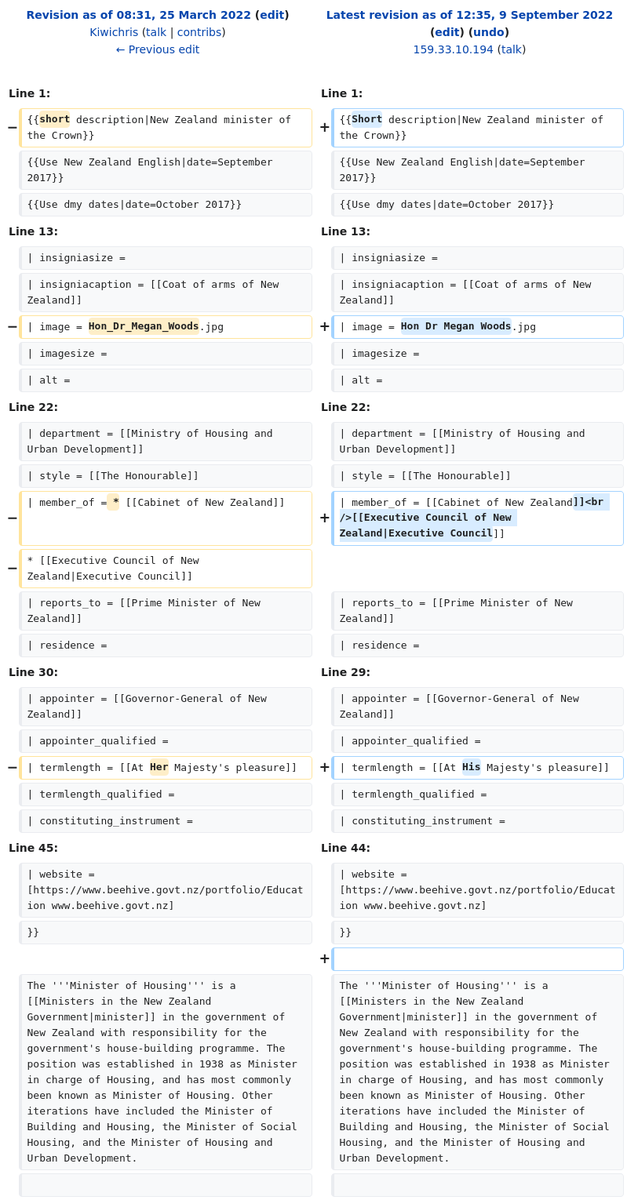 Revision as of 08:31, 25 March 2022 (edit)
Kiwichris (talk | contribs)
← Previous edit
Latest revision as of 12:35, 9 September 2022
(edit) (undo)
159.33.10.194 (talk)
Line 1:
Line 1:
− {{short description|New Zealand minister of
the Crown}}
+ {{Short description|New Zealand minister of
the Crown}}
{{Use New Zealand English|date=September
2017}}
{{Use New Zealand English|date=September
2017}}
{{Use dmy dates|date=October 2017}}
{{Use dmy dates|date=October 2017}}
Line 13:
Line 13:
| insigniasize =
| insigniasize =
| insigniacaption = [[Coat of arms of New
Zealand]]
| insigniacaption = [[Coat of arms of New
Zealand]]
− | image = Hon_Dr_Megan_Woods.jpg
+ | image = Hon Dr Megan Woods.jpg
| imagesize =
| imagesize =
| alt =
| alt =
Line 22:
Line 22:
| department = [[Ministry of Housing and
Urban Development]]
| department = [[Ministry of Housing and
Urban Development]]
| style = [[The Honourable]]
| style = [[The Honourable]]
− | member_of = * [[Cabinet of New Zealand]]
+ | member_of = [[Cabinet of New Zealand]]<br
/>[[Executive Council of New
Zealand|Executive Council]]
− * [[Executive Council of New
Zealand|Executive Council]]
| reports_to = [[Prime Minister of New
Zealand]]
| reports_to = [[Prime Minister of New
Zealand]]
| residence =
| residence =
Line 30:
Line 29:
| appointer = [[Governor-General of New
Zealand]]
| appointer = [[Governor-General of New
Zealand]]
| appointer_qualified =
| appointer_qualified =
− | termlength = [[At Her Majesty's pleasure]]
+ | termlength = [[At His Majesty's pleasure]]
| termlength_qualified =
| termlength_qualified =
| constituting_instrument =
| constituting_instrument =
Line 45:
Line 44:
| website =
[https://www.beehive.govt.nz/portfolio/Educat
ion www.beehive.govt.nz]
| website =
[https://www.beehive.govt.nz/portfolio/Educat
ion www.beehive.govt.nz]
}}
}}
+
The '''Minister of Housing''' is a
[[Ministers in the New Zealand
Government|minister]] in the government of
New Zealand with responsibility for the
government's house-building programme. The
position was established in 1938 as Minister
in charge of Housing, and has most commonly
been known as Minister of Housing. Other
iterations have included the Minister of
Building and Housing, the Minister of Social
Housing, and the Minister of Housing and
Urban Development.
The '''Minister of Housing''' is a
[[Ministers in the New Zealand
Government|minister]] in the government of
New Zealand with responsibility for the
government's house-building programme. The
position was established in 1938 as Minister
in charge of Housing, and has most commonly
been known as Minister of Housing. Other
iterations have included the Minister of
Building and Housing, the Minister of Social
Housing, and the Minister of Housing and
Urban Development.